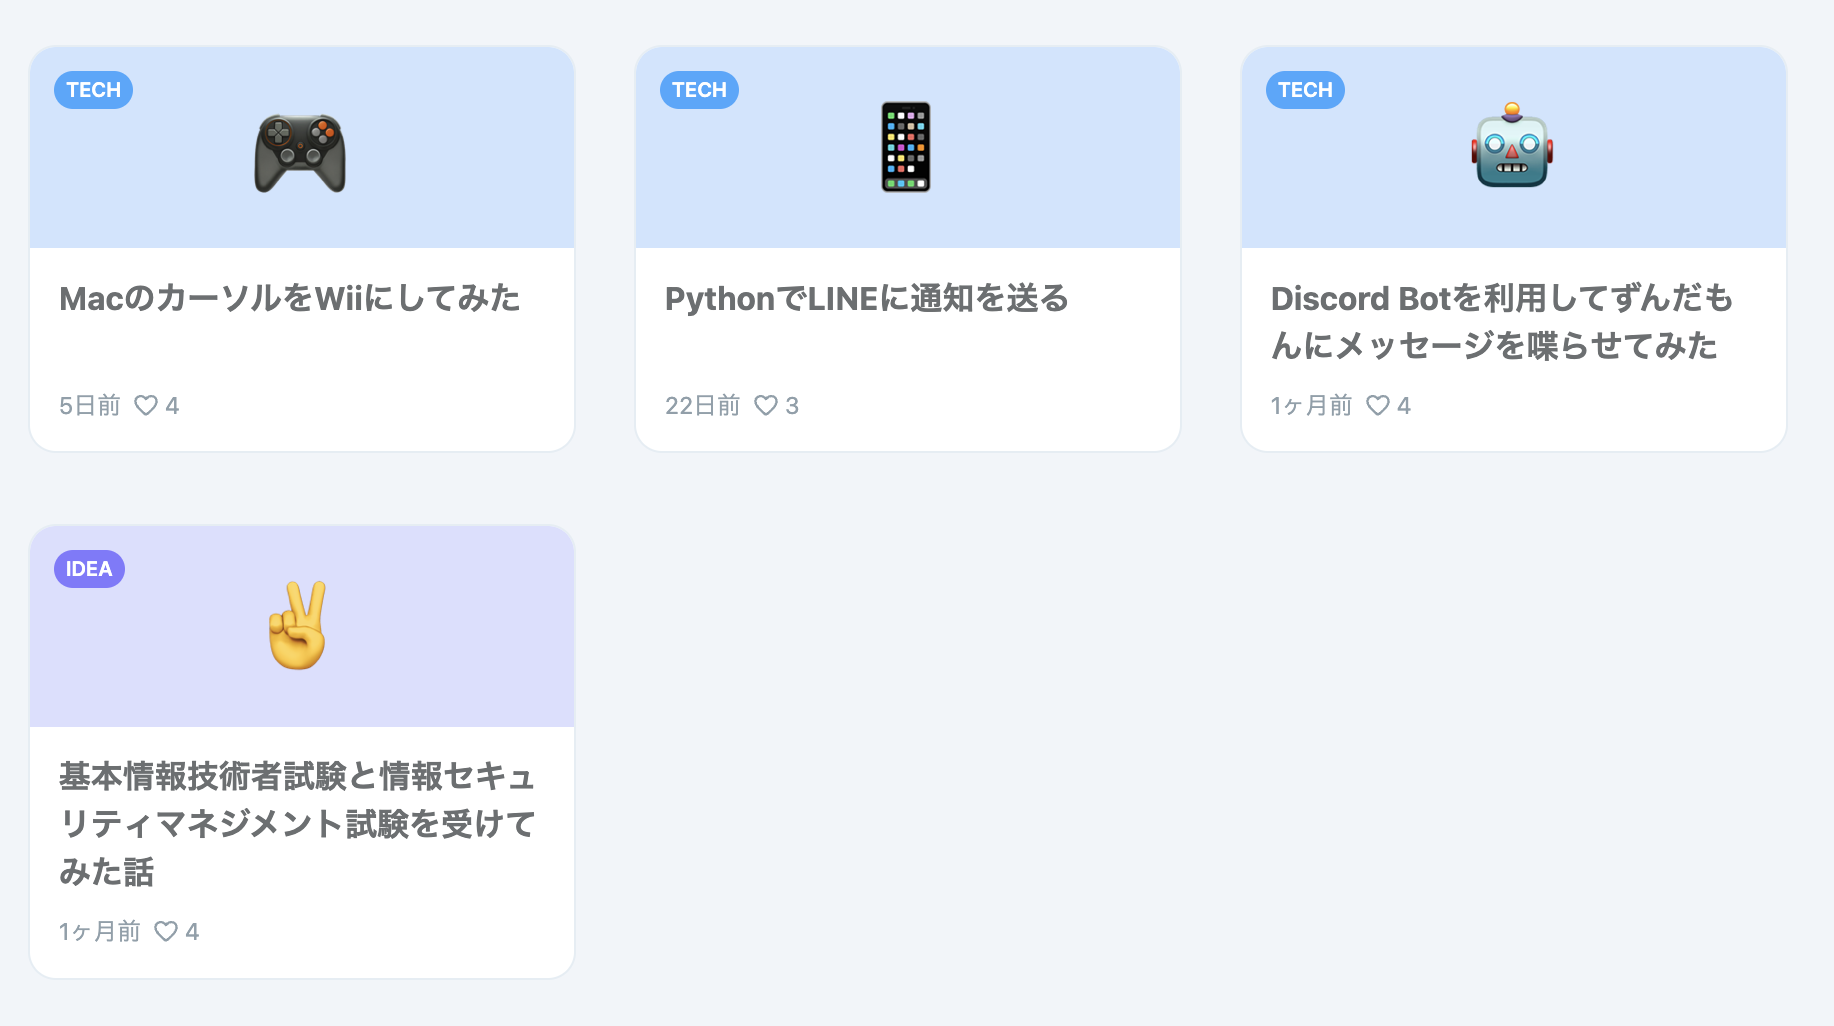 TECH
MacのカーソルをWiiにしてみた
5日前 4
TECH
PythonでLINEに通知を送る
22日前 3
TECH
Discord Botを利用してずんだも
んにメッセージを喋らせてみた
1ヶ月前 4
IDEA
基本情報技術者試験と情報セキュ
リティマネジメント試験を受けて
みた話
1ヶ月前 4